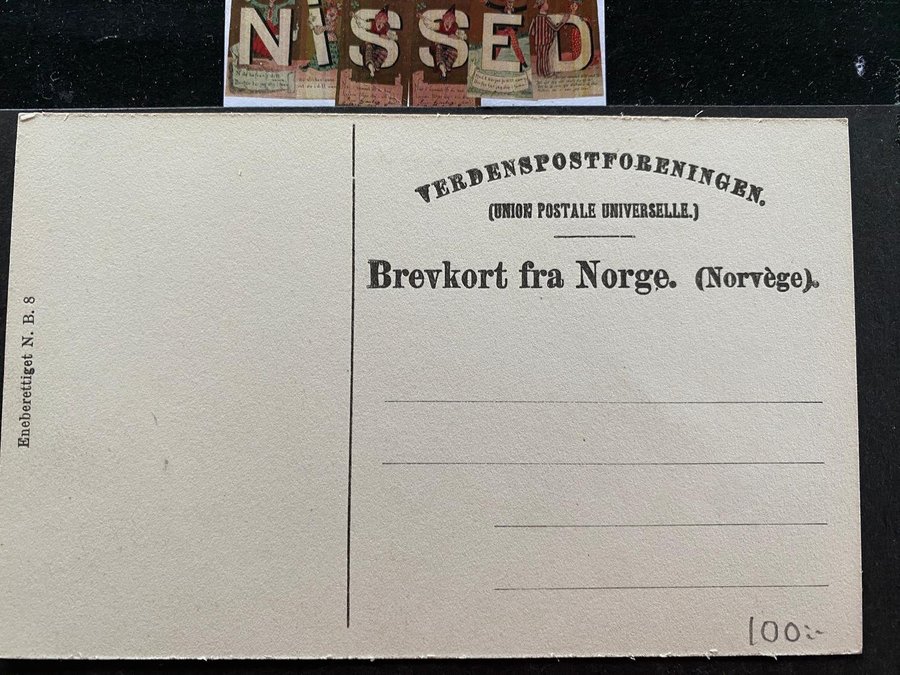 NISSED
VERDENSPOSTFORENINGEN.
(UNION POSTALE UNIVERSELLE.)
Brevkort fra Norge. (Norvège).
Eneberettiget N. B. 8
100:-